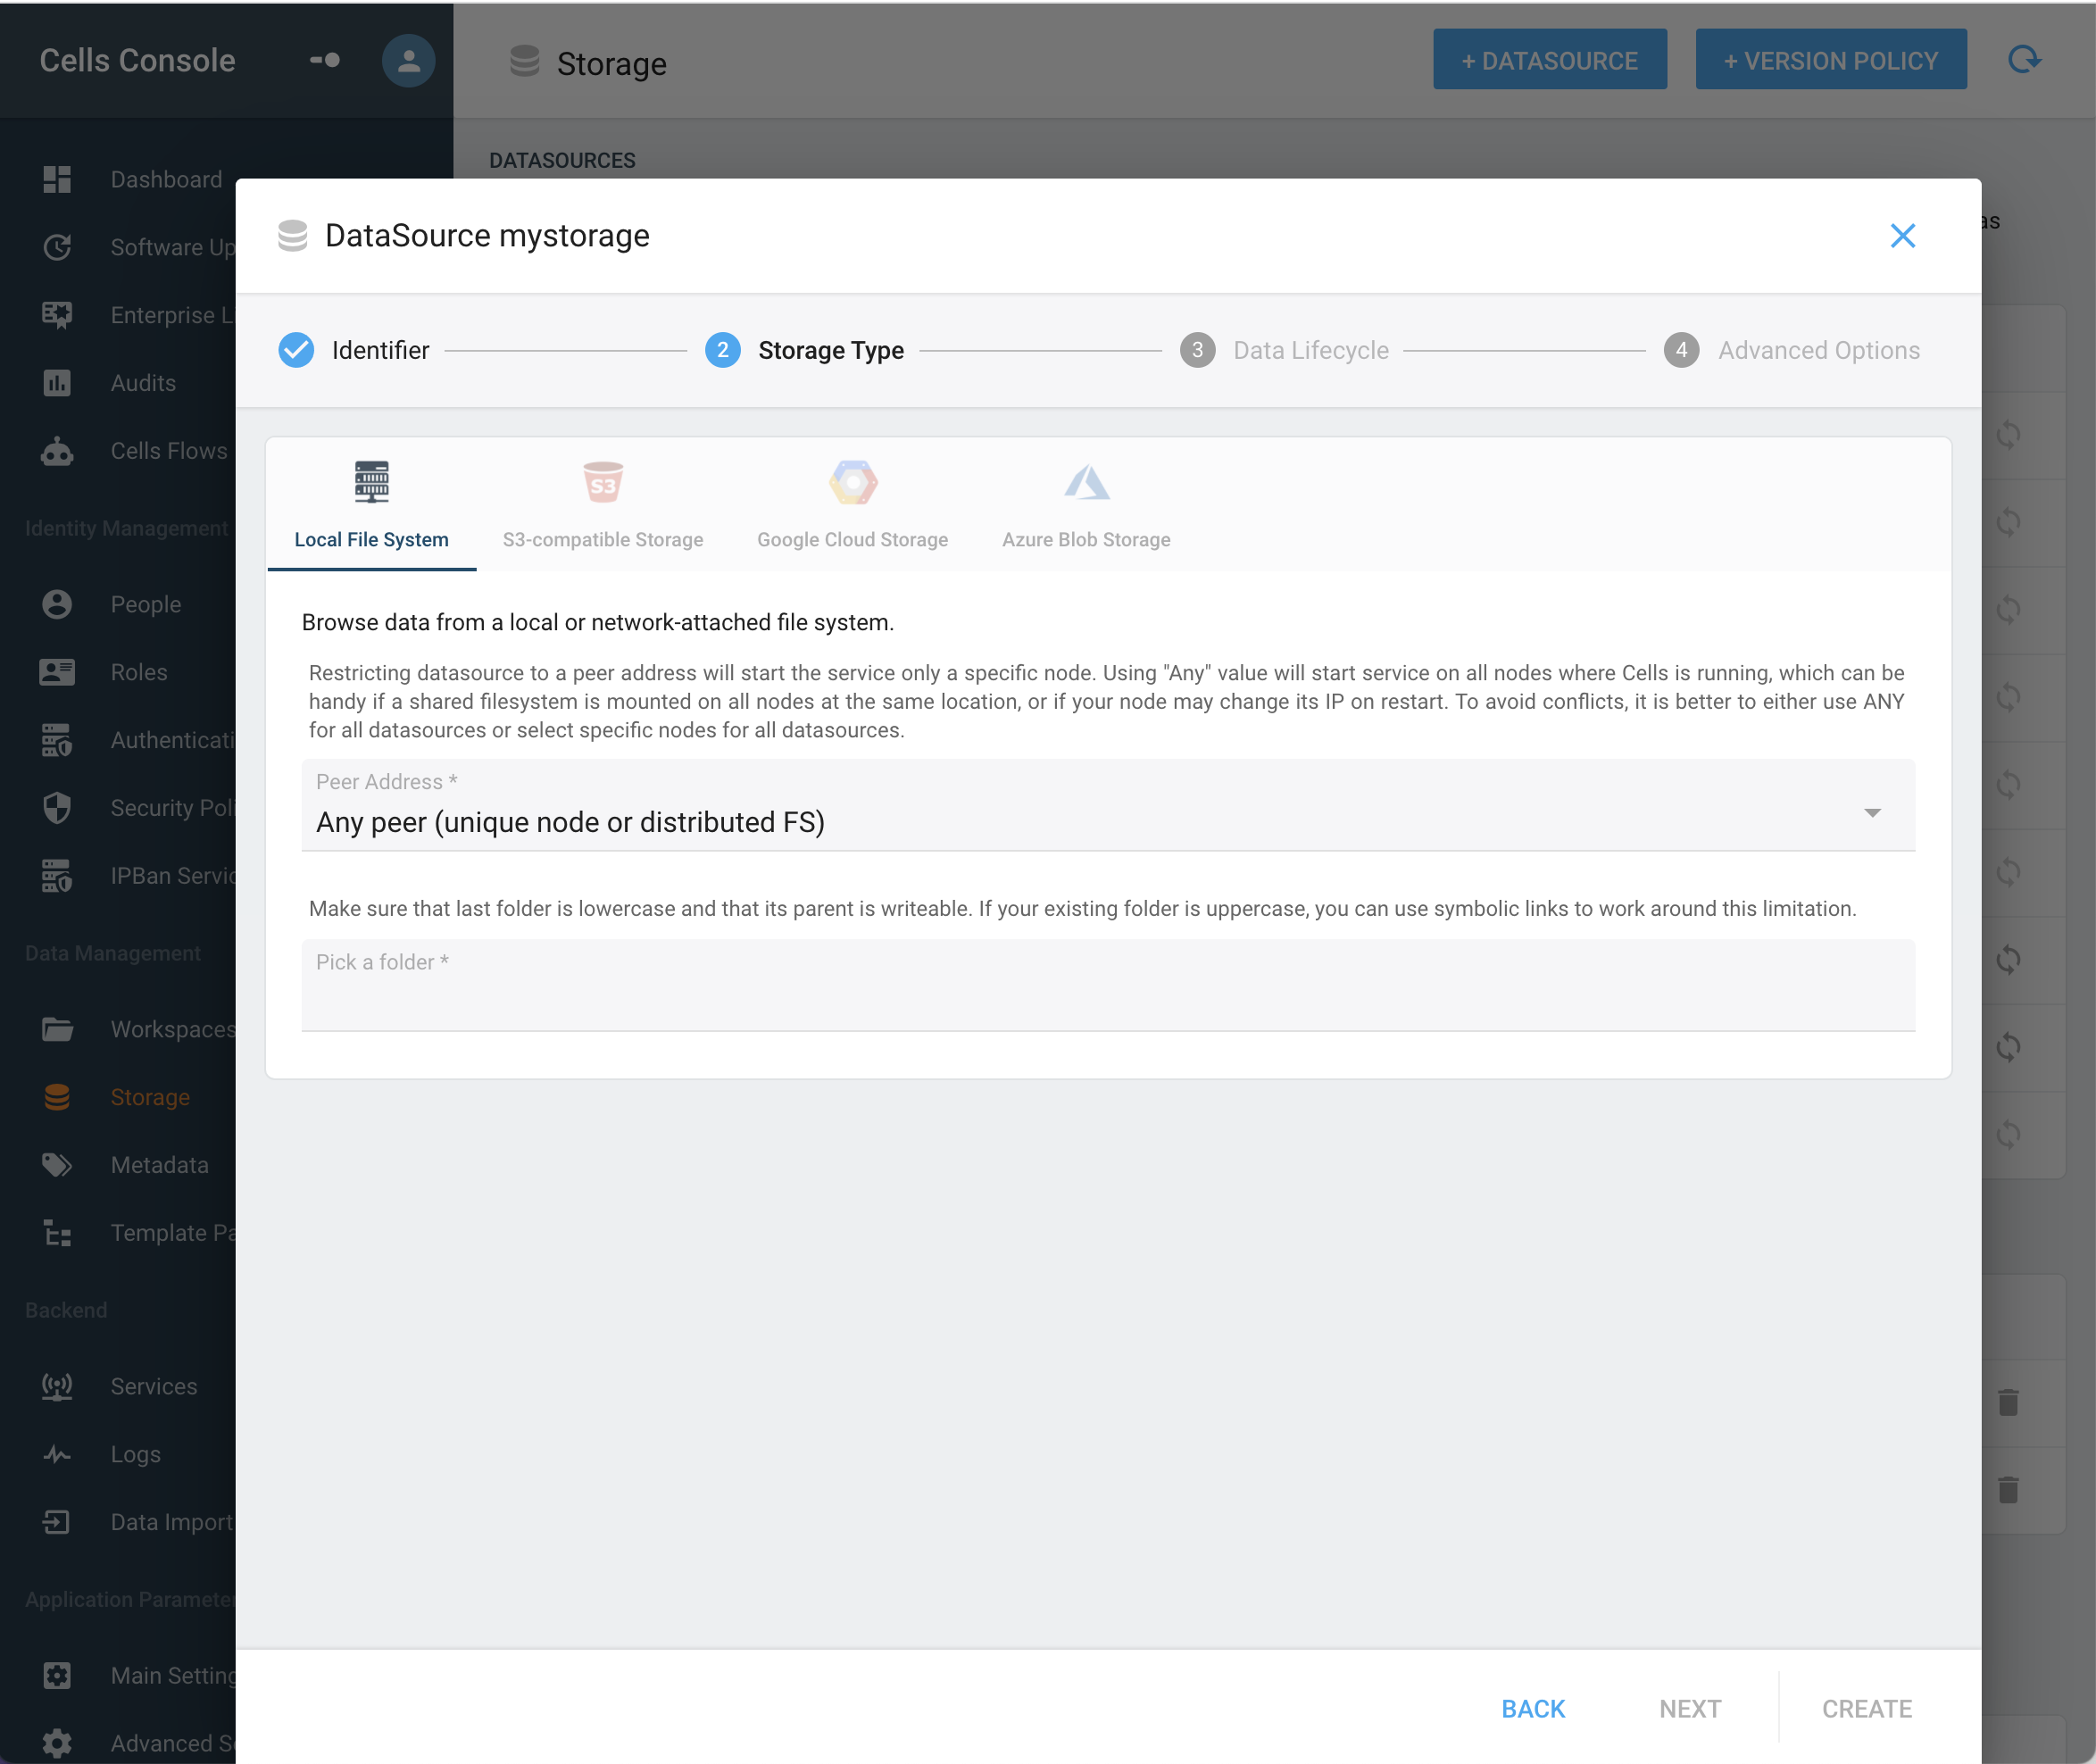 Cells Console
Storage
+ DATASOURCE
+ VERSION POLICY
DATASOURCES
Dashboard
Software Up
Enterprise Li
Audits
Cells Flows
Identity Management
People
Roles
Authenticati
Security Poli
IPBan Servic
Data Management
Workspaces
Storage
Metadata
Template Pa
Backend
Services
Logs
Data Import
Application Parameter
Main Setting
Advanced S
as
DataSource mystorage
Identifier
2 Storage Type
3 Data Lifecycle
4 Advanced Options
S3
Local File System
S3-compatible Storage
Google Cloud Storage
Azure Blob Storage
Browse data from a local or network-attached file system.
Restricting datasource to a peer address will start the service only a specific node. Using "Any" value will start service on all nodes where Cells is running, which can be
handy if a shared filesystem is mounted on all nodes at the same location, or if your node may change its IP on restart. To avoid conflicts, it is better to either use ANY
for all datasources or select specific nodes for all datasources.
Peer Address *
Any peer (unique node or distributed FS)
Make sure that last folder is lowercase and that its parent is writeable. If your existing folder is uppercase, you can use symbolic links to work around this limitation.
Pick a folder *
BACK
NEXT
CREATE